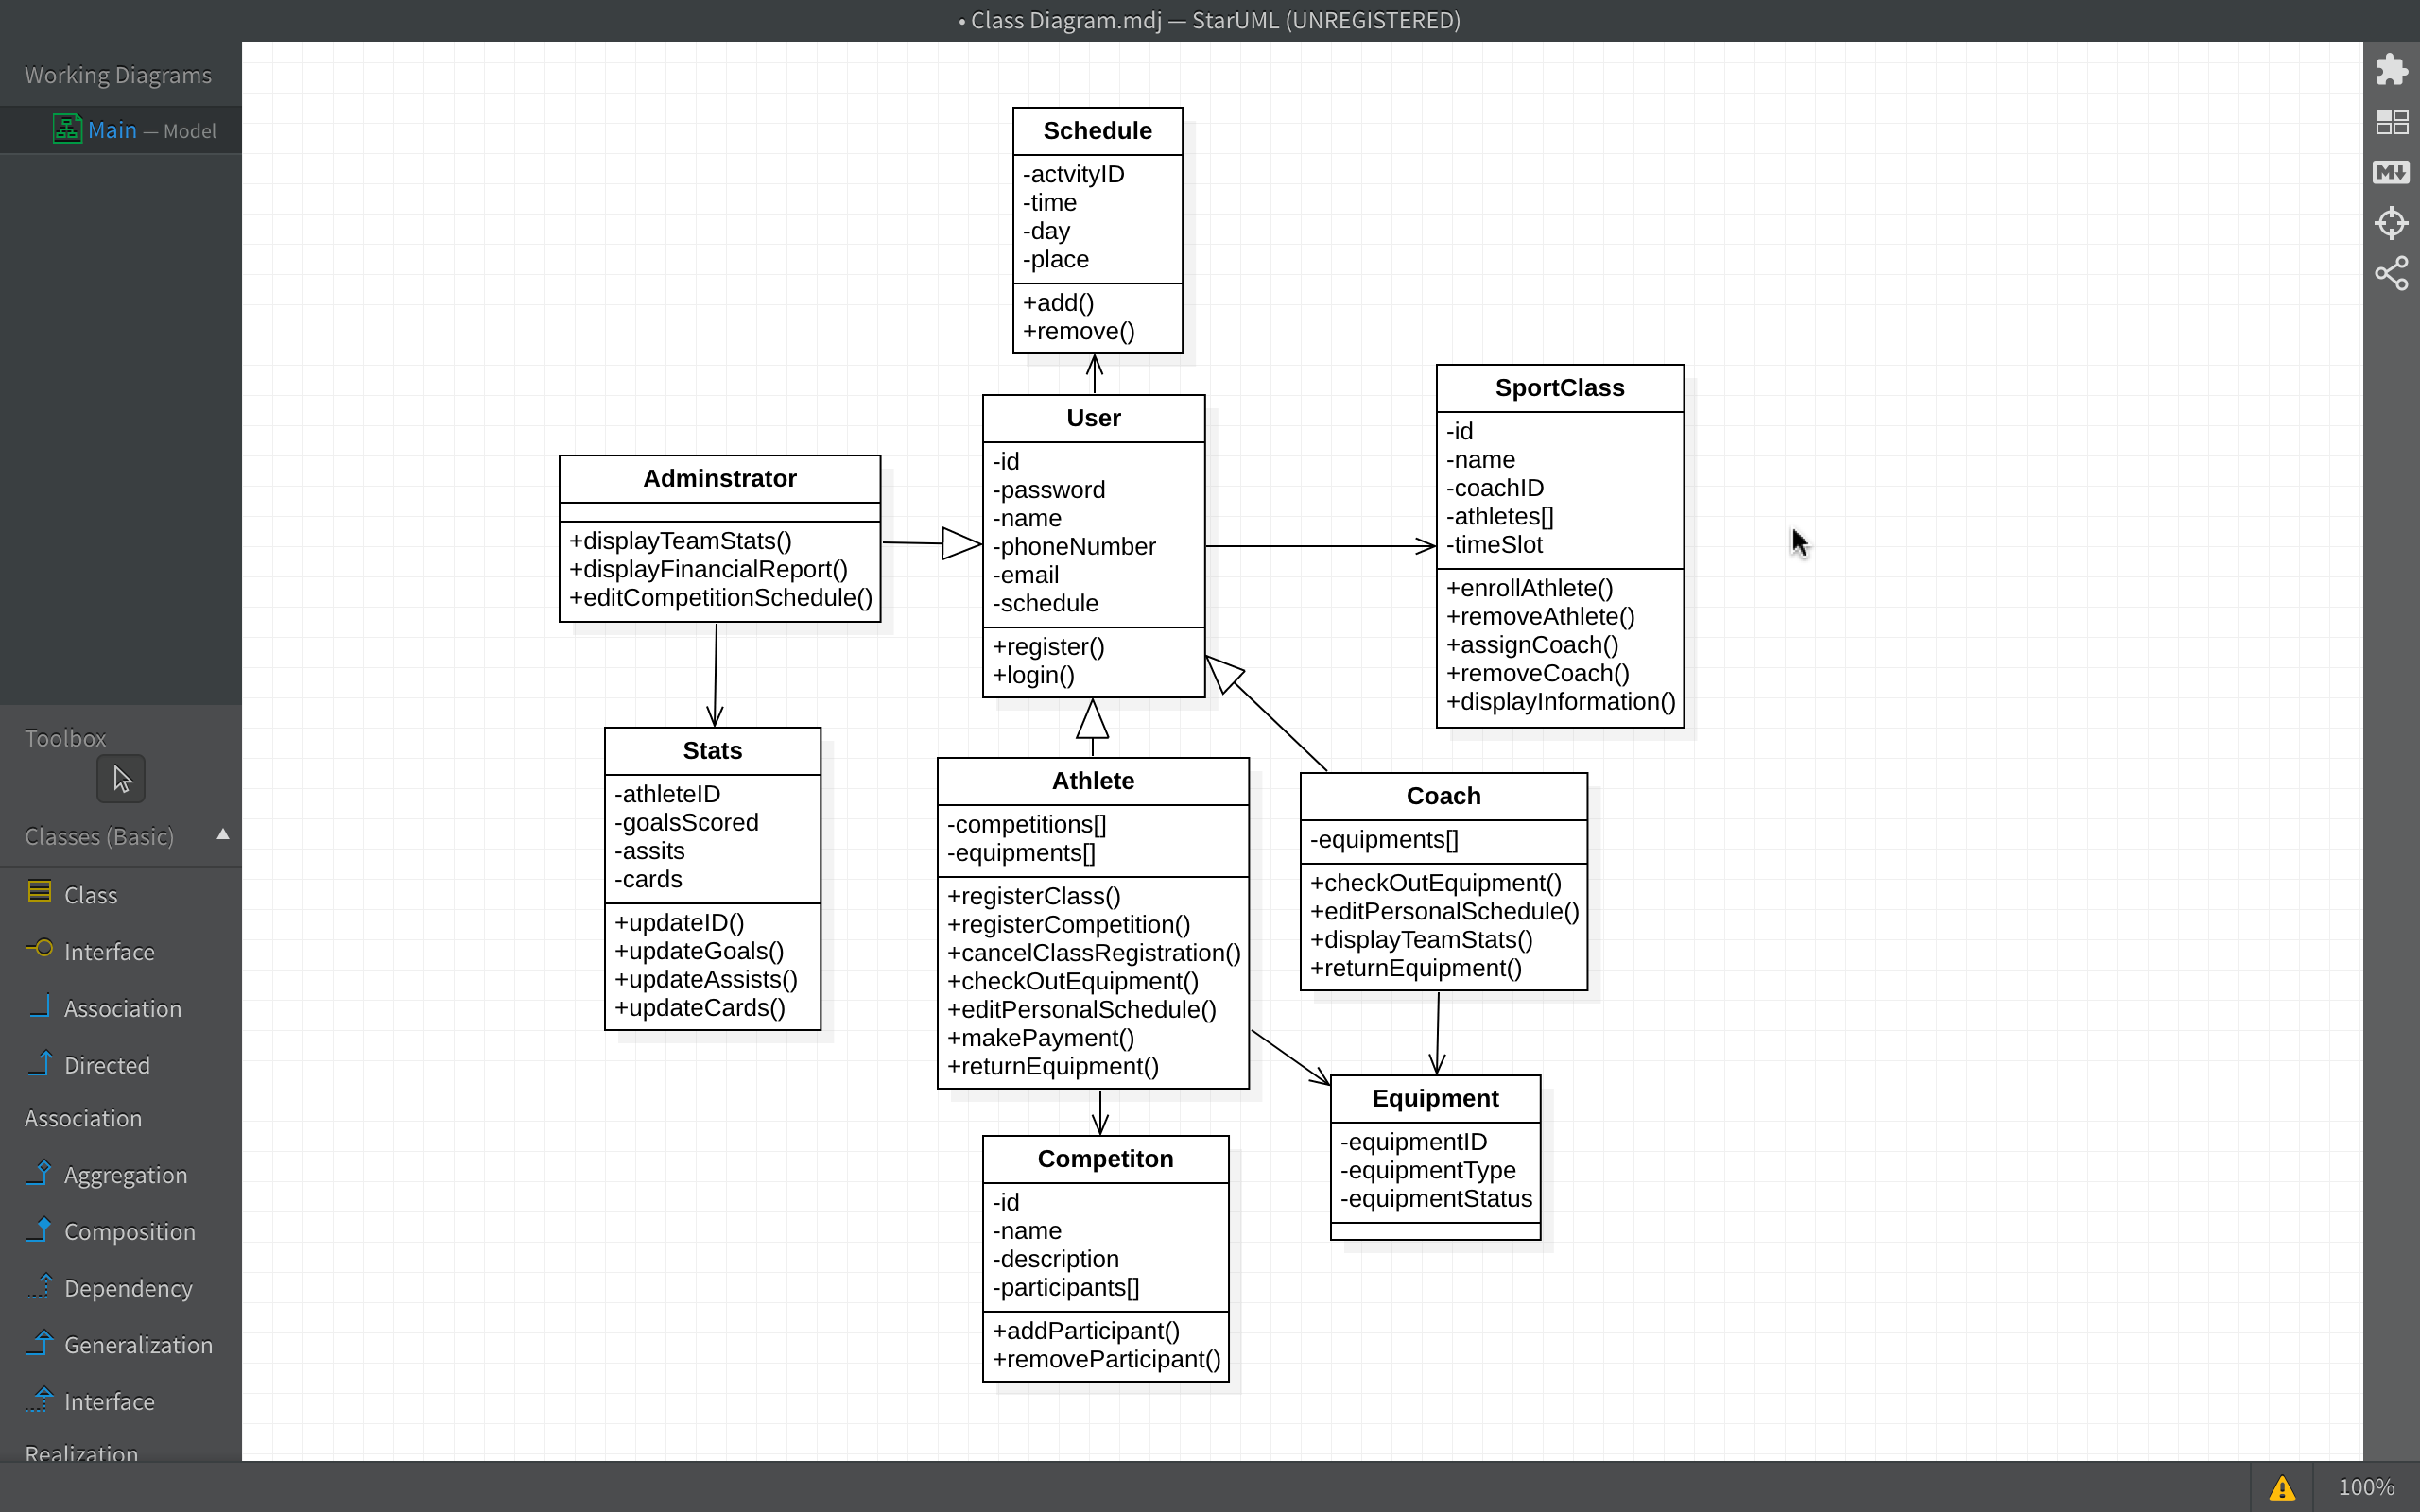 • Class Diagram.mdj — StarUML (UNREGISTERED)
Working Diagrams
Main — Model
Toolbox
Classes (Basic)
Class
Interface
Association
Directed
Association
Aggregation
Composition
Dependency
Generalization
Interface
Realization
Schedule
-actvityID
-time
-day
-place
+add()
+remove()
User
-id
-password
-name
-phoneNumber
-email
-schedule
+register()
+login()
SportClass
-id
-name
-coachID
-athletes[]
-timeSlot
+enrollAthlete()
+removeAthlete()
+assignCoach()
+removeCoach()
+displayInformation()
Adminstrator
+displayTeamStats()
+displayFinancialReport()
+editCompetitionSchedule()
Stats
-athleteID
-goalsScored
-assits
-cards
+updateID()
+updateGoals()
+updateAssists()
+updateCards()
Athlete
-competitions[]
-equipments[]
+registerClass()
+registerCompetition()
+cancelClassRegistration()
+checkOutEquipment()
+editPersonalSchedule()
+makePayment()
+returnEquipment()
Coach
-equipments[]
+checkOutEquipment()
+editPersonalSchedule()
+displayTeamStats()
+returnEquipment()
Equipment
-equipmentID
-equipmentType
-equipmentStatus
Competiton
-id
-name
-description
-participants[]
+addParticipant()
+removeParticipant()
M
100%